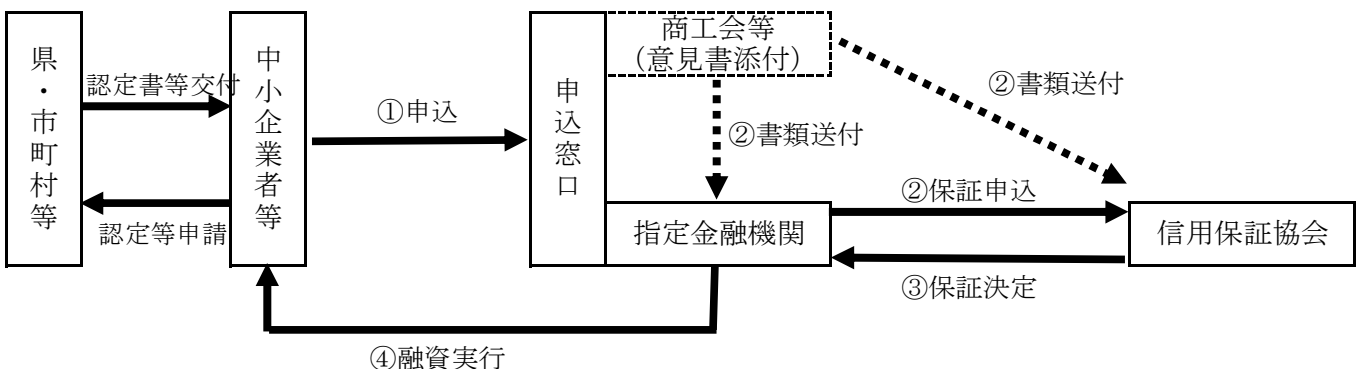 県・市町村等
認定書等交付
認定等申請
中小企業者等
①申込
申込窓口
商工会等
(意見書添付)
②書類送付
②書類送付
指定金融機関
②保証申込
③保証決定
信用保証協会
④融資実行